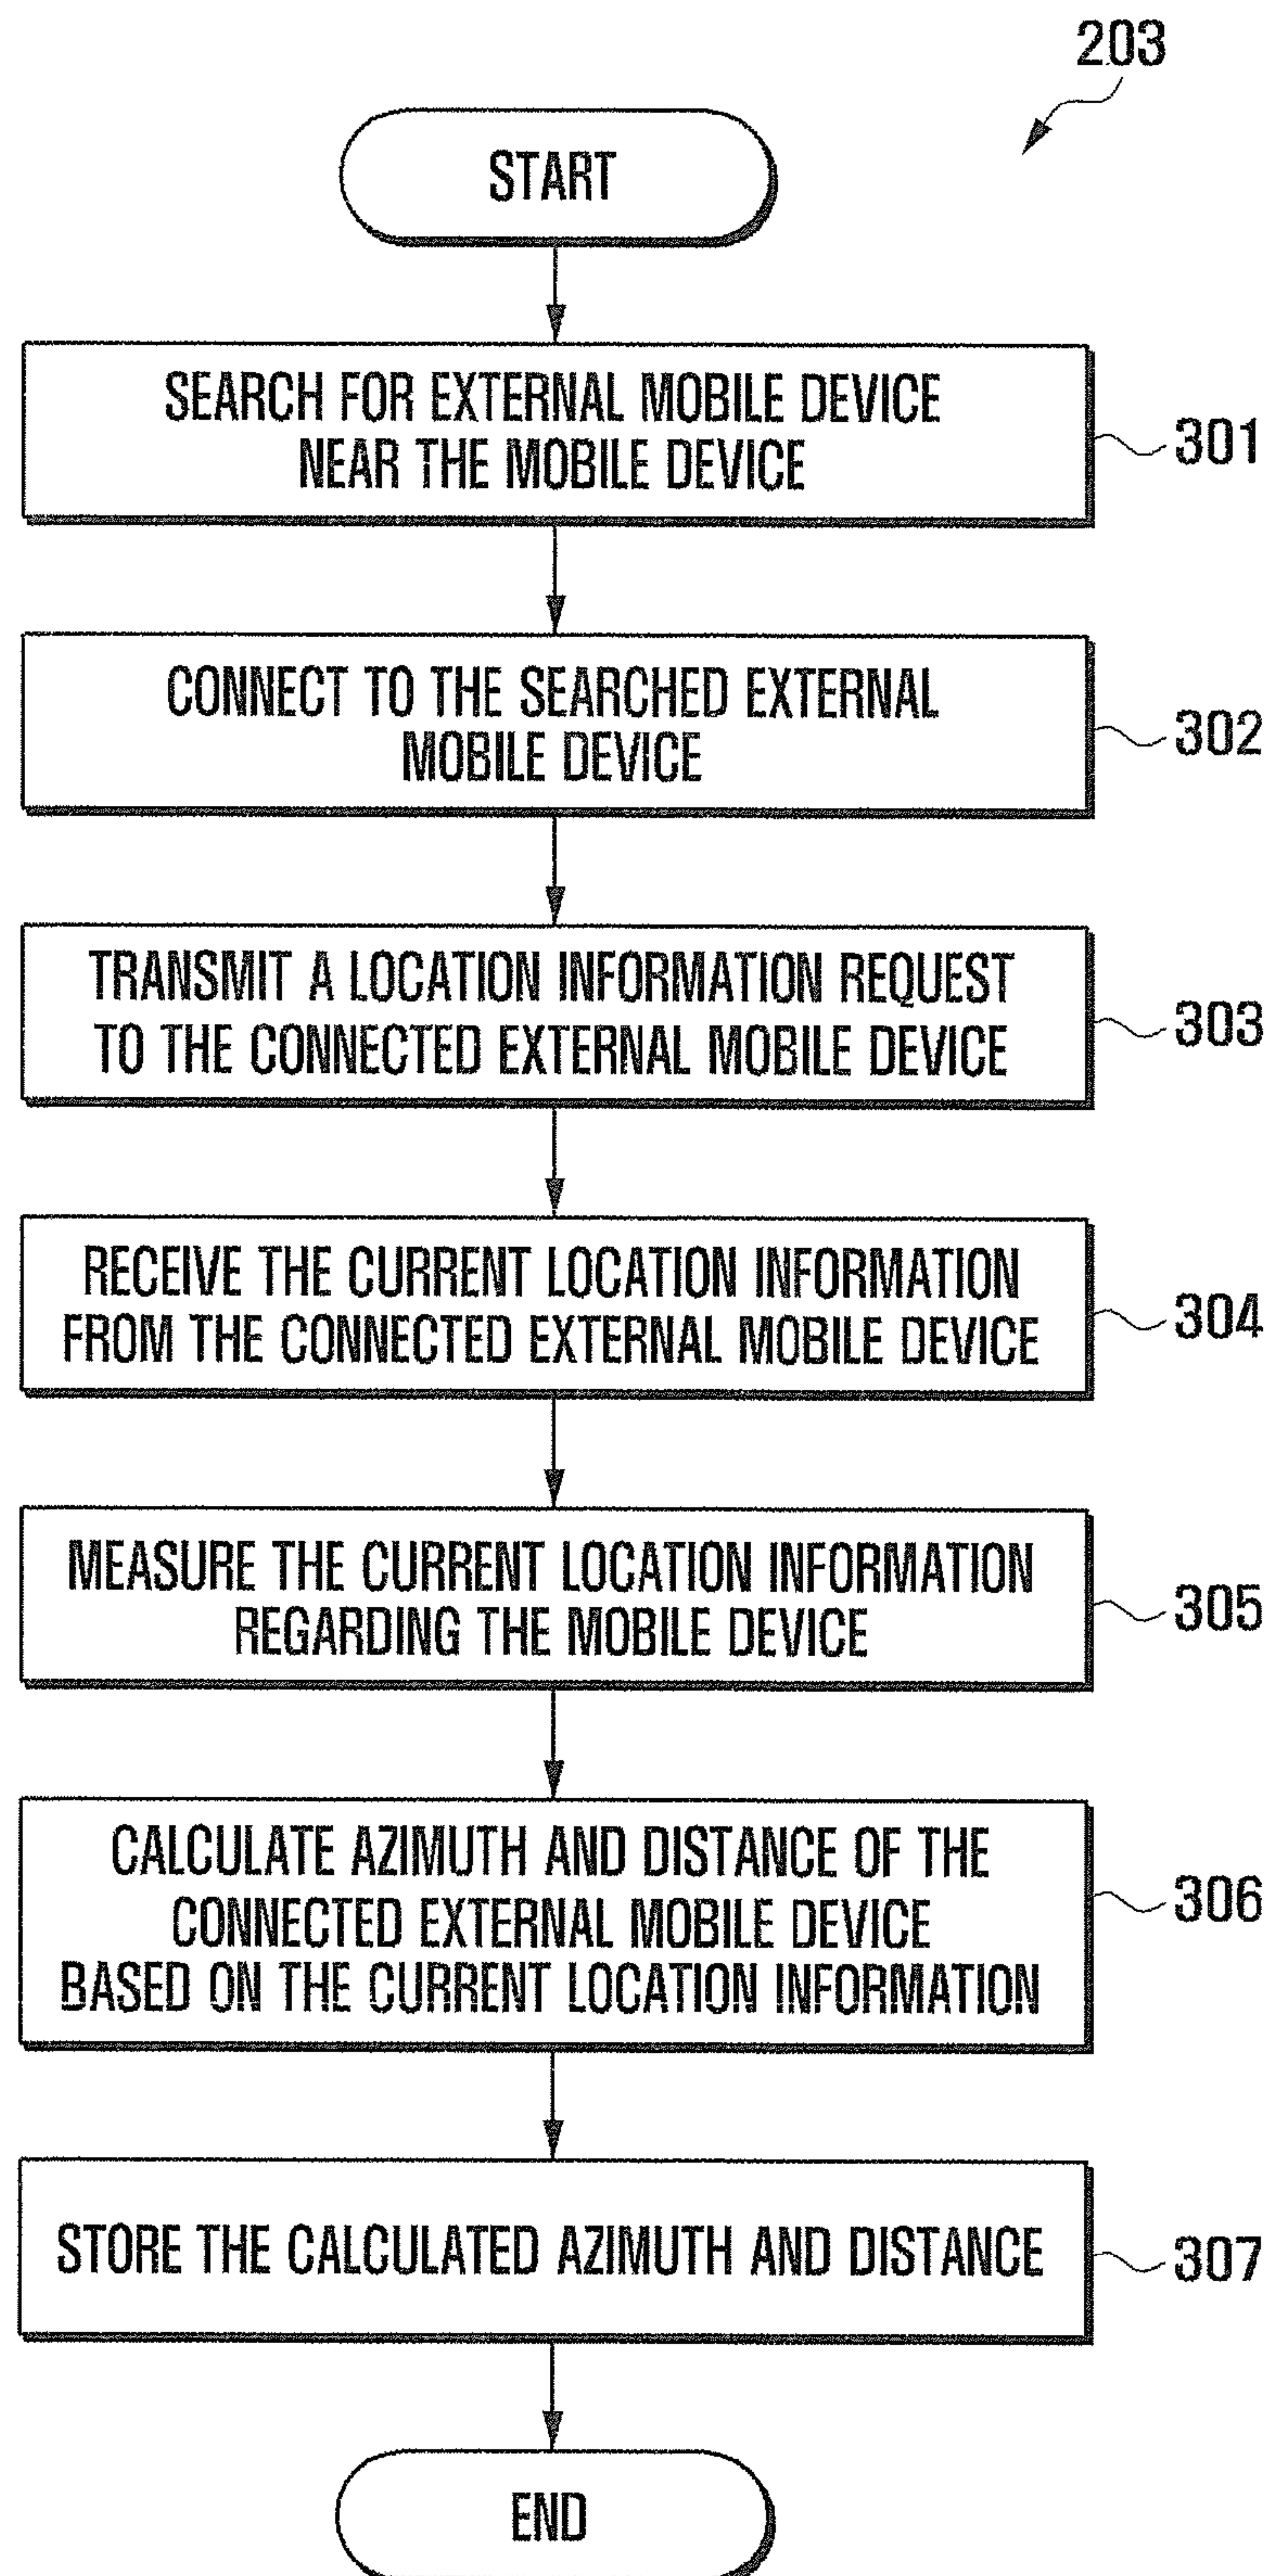 203
START
SEARCH FOR EXTERNAL MOBILE DEVICE
NEAR THE MOBILE DEVICE
301
CONNECT TO THE SEARCHED EXTERNAL
MOBILE DEVICE
302
TRANSMIT A LOCATION INFORMATION REQUEST
TO THE CONNECTED EXTERNAL MOBILE DEVICE
303
RECEIVE THE CURRENT LOCATION INFORMATION
FROM THE CONNECTED EXTERNAL MOBILE DEVICE
304
MEASURE THE CURRENT LOCATION INFORMATION
REGARDING THE MOBILE DEVICE
305
CALCULATE AZIMUTH AND DISTANCE OF THE
CONNECTED EXTERNAL MOBILE DEVICE
BASED ON THE CURRENT LOCATION INFORMATION
306
STORE THE CALCULATED AZIMUTH AND DISTANCE
307
END